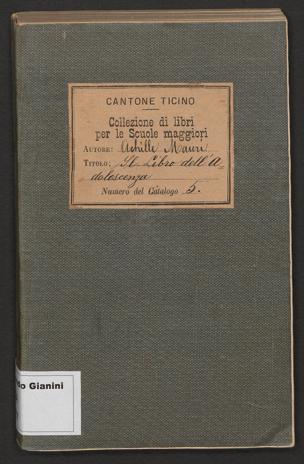 CANTONE TICINO
Collezione di libri
per le Scuole maggiori
AUTORE: Achille Mauri
TITOLO: Il Libro dell'A-
dolescenza
Numero del Catalogo 5.
do Gianini